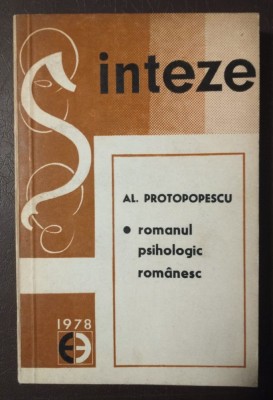 Sinteze
AL. PROTOPOPESCU
• romanul
psihologic
românesc
1978